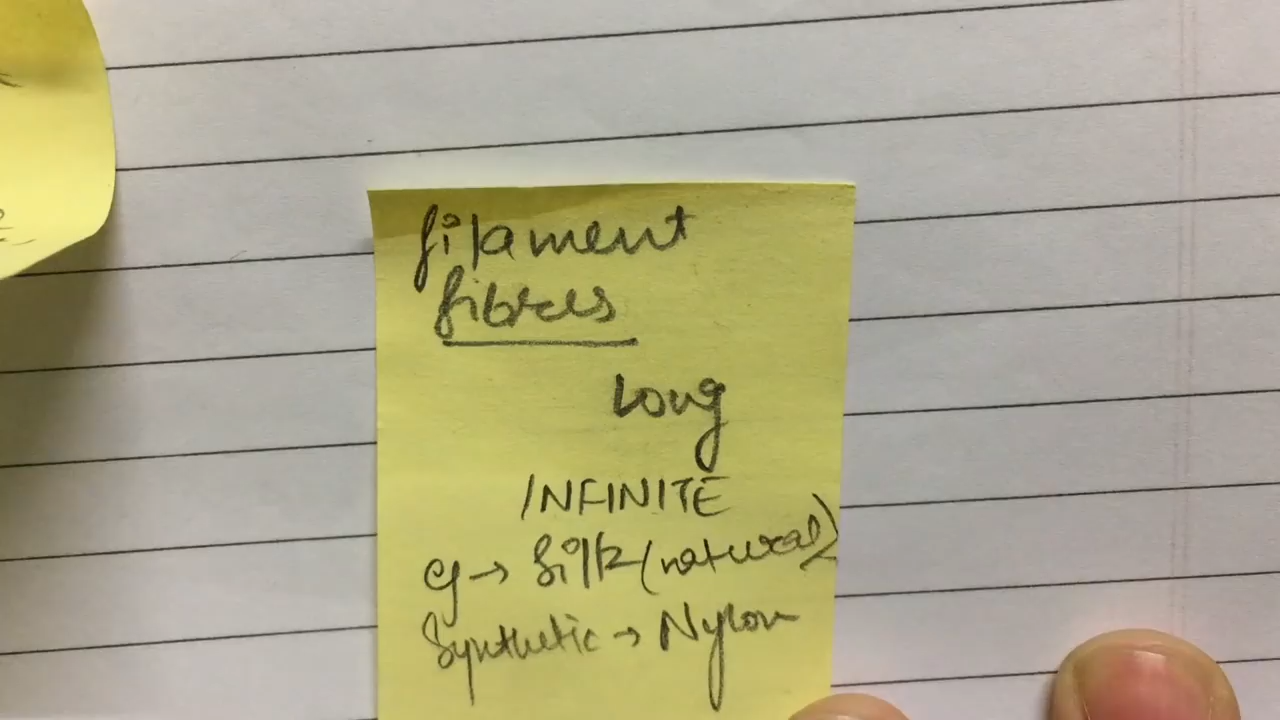 filament
fibres
Long
INFINITE
eg → Silk (natural)
Synthetic → Nylon